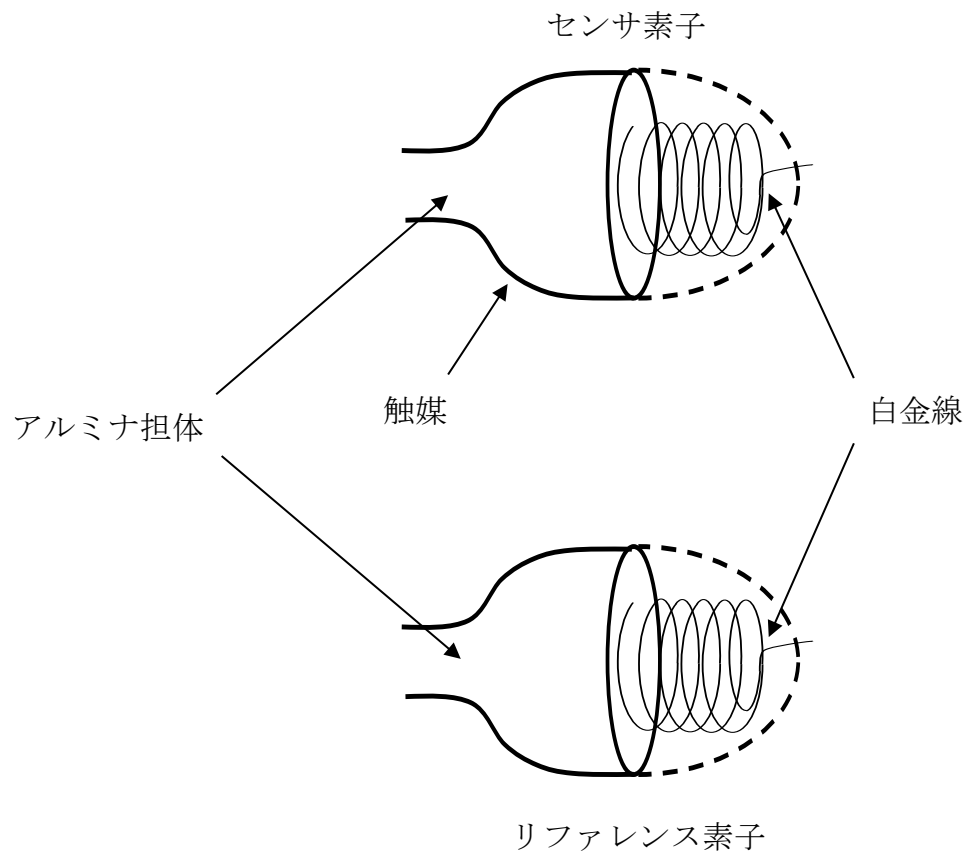 センサ素子
触媒
白金線
アルミナ担体
リファレンス素子